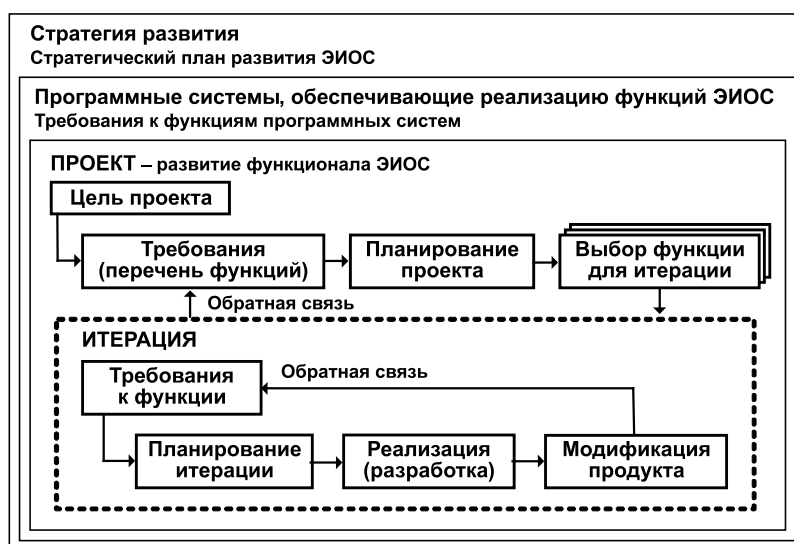 Стратегия развития
Стратегический план развития ЭИОС
Программные системы, обеспечивающие реализацию функций ЭИОС
Требования к функциям программных систем
ПРОЕКТ – развитие функционала ЭИОС
Цель проекта
Требования
(перечень функций)
Планирование
проекта
Выбор функции
для итерации
Обратная связь
ИТЕРАЦИЯ
Требования
к функции
Обратная связь
Планирование
итерации
Реализация
(разработка)
Модификация
продукта